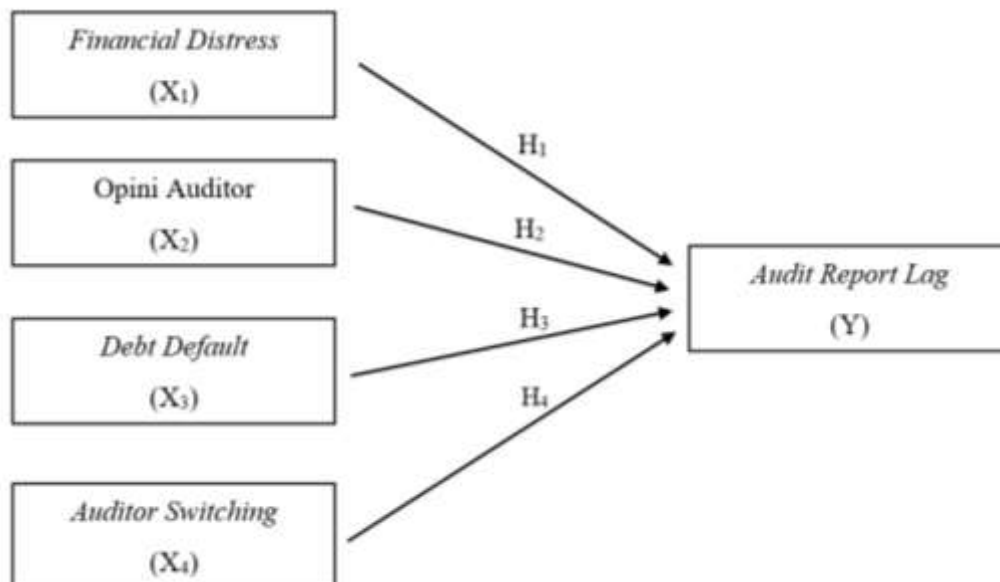 Financial Distress
(X₁)
H₁
Opini Auditor
(X₂)
H₂
Audit Report Lag
(Y)
H₃
Debt Default
(X₃)
H₄
Auditor Switching
(X₄)